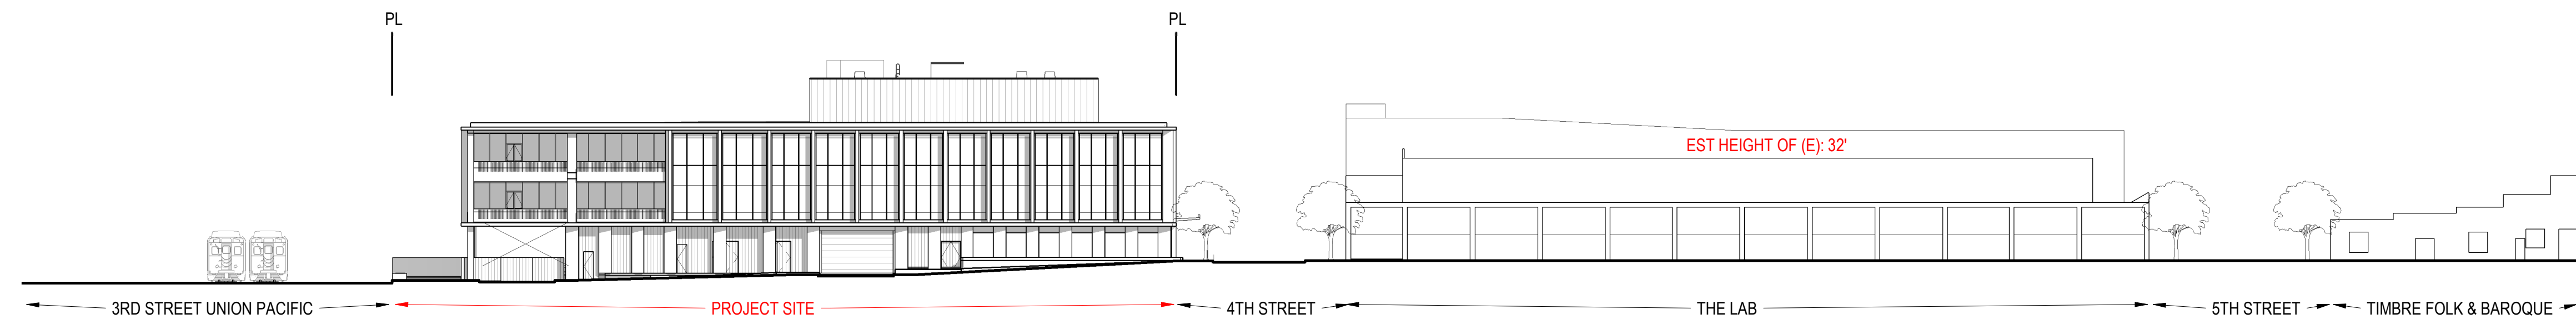 PL
PL
EST HEIGHT OF (E): 32'
3RD STREET UNION PACIFIC
PROJECT SITE
4TH STREET
THE LAB
5TH STREET
TIMBRE FOLK & BAROQUE